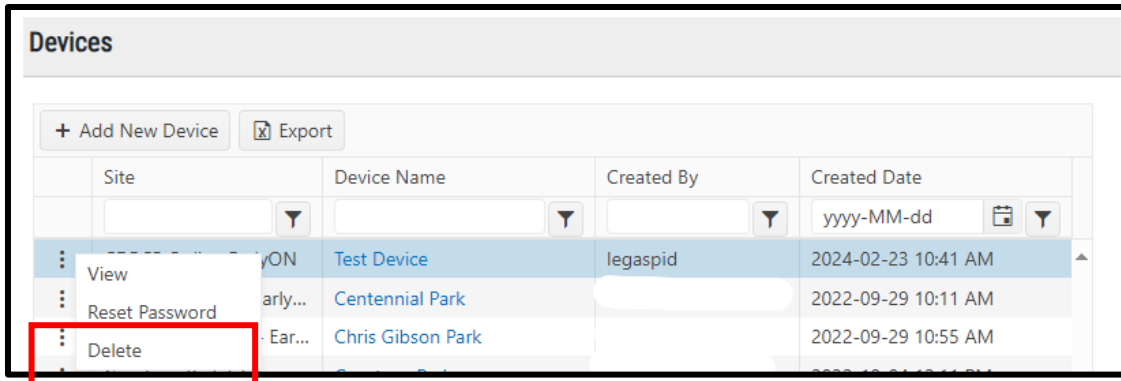 Devices
+ Add New Device Export
Site Device Name Created By Created Date
yyyy-MM-dd
Test Device legaspid 2024-02-23 10:41 AM
View
Centennial Park 2022-09-29 10:11 AM
Reset Password
Ear... Chris Gibson Park 2022-09-29 10:55 AM
Delete